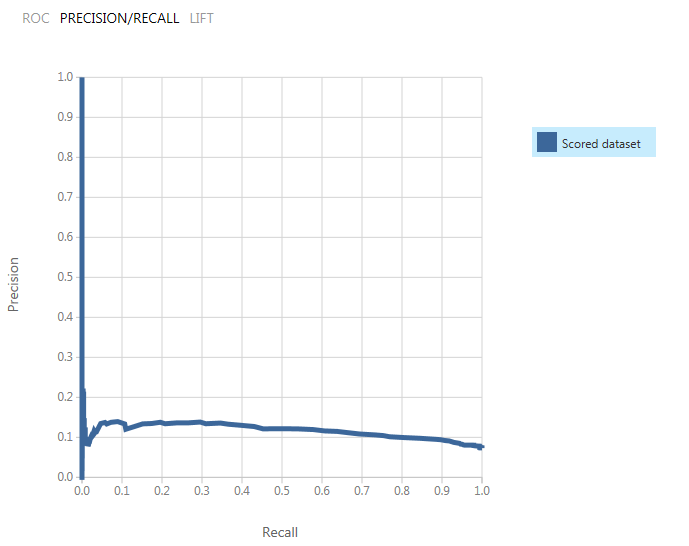 ROC PRECISION/RECALL LIFT
1.0
0.9
0.8
0.7
0.6
0.5
0.4
0.3
0.2
0.1
0.0
0.0 0.1 0.2 0.3 0.4 0.5 0.6 0.7 0.8 0.9 1.0
Precision
Recall
Scored dataset